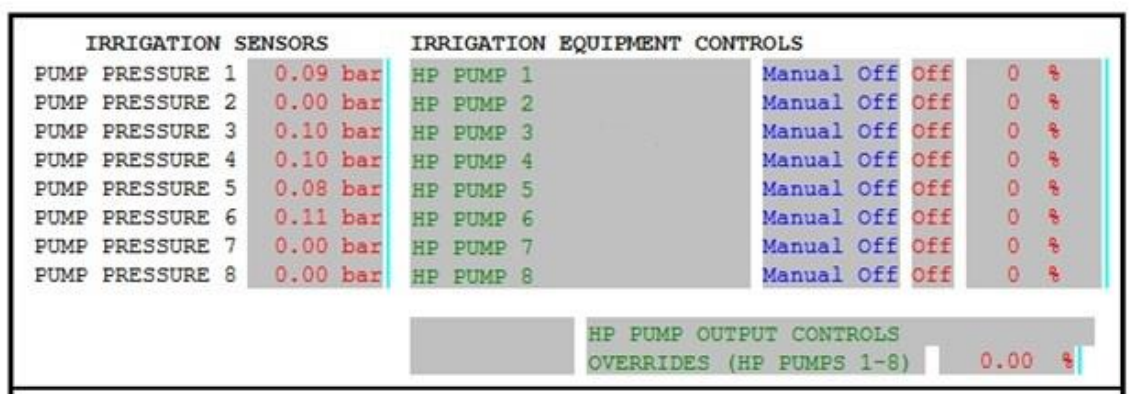 IRRIGATION SENSORS IRRIGATION EQUIPMENT CONTROLS
PUMP PRESSURE 1 0.09 bar HP PUMP 1 Manual Off Off 0 %
PUMP PRESSURE 2 0.00 bar HP PUMP 2 Manual Off Off 0 %
PUMP PRESSURE 3 0.10 bar HP PUMP 3 Manual Off Off 0 %
PUMP PRESSURE 4 0.10 bar HP PUMP 4 Manual Off Off 0 %
PUMP PRESSURE 5 0.08 bar HP PUMP 5 Manual Off Off 0 %
PUMP PRESSURE 6 0.11 bar HP PUMP 6 Manual Off Off 0 %
PUMP PRESSURE 7 0.00 bar HP PUMP 7 Manual Off Off 0 %
PUMP PRESSURE 8 0.00 bar HP PUMP 8 Manual Off Off 0 %
HP PUMP OUTPUT CONTROLS
OVERRIDES (HP PUMPS 1-8) 0.00 %